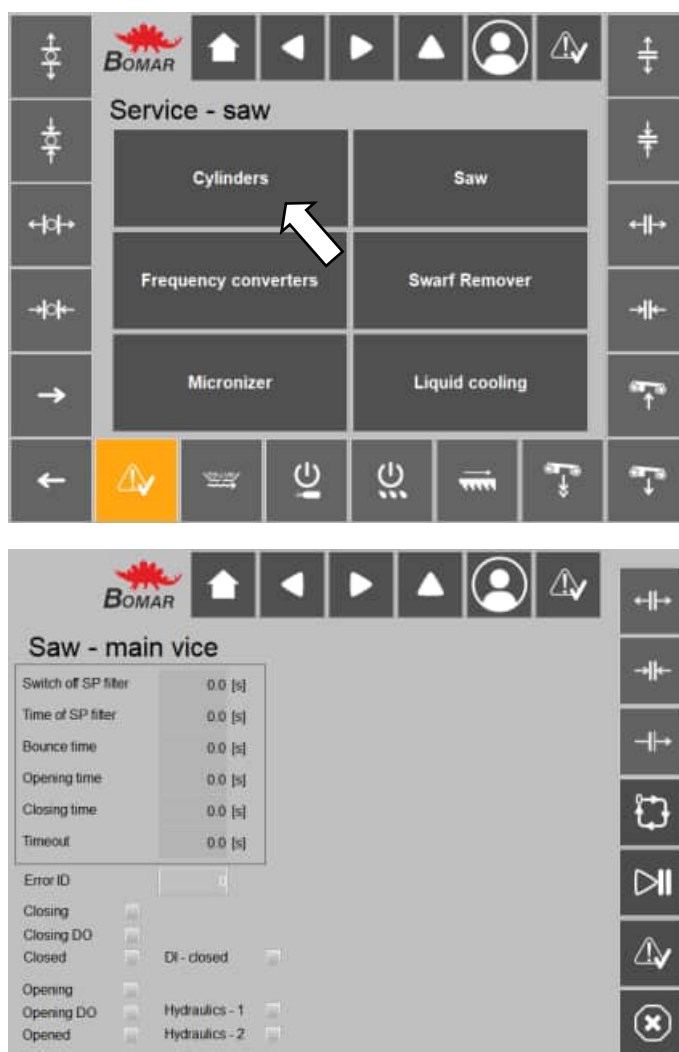 BOMAR
Service - saw
Cylinders
Saw
Frequency converters
Swarf Remover
Micronizer
Liquid cooling
BOMAR
Saw - main vice
Switch off SP filter 0.0 [s]
Time of SP filter 0.0 [s]
Bounce time 0.0 [s]
Opening time 0.0 [s]
Closing time 0.0 [s]
Timeout 0.0 [s]
Error ID 0
Closing
Closing DO
Closed DI - closed
Opening
Opening DO Hydraulics - 1
Opened Hydraulics - 2